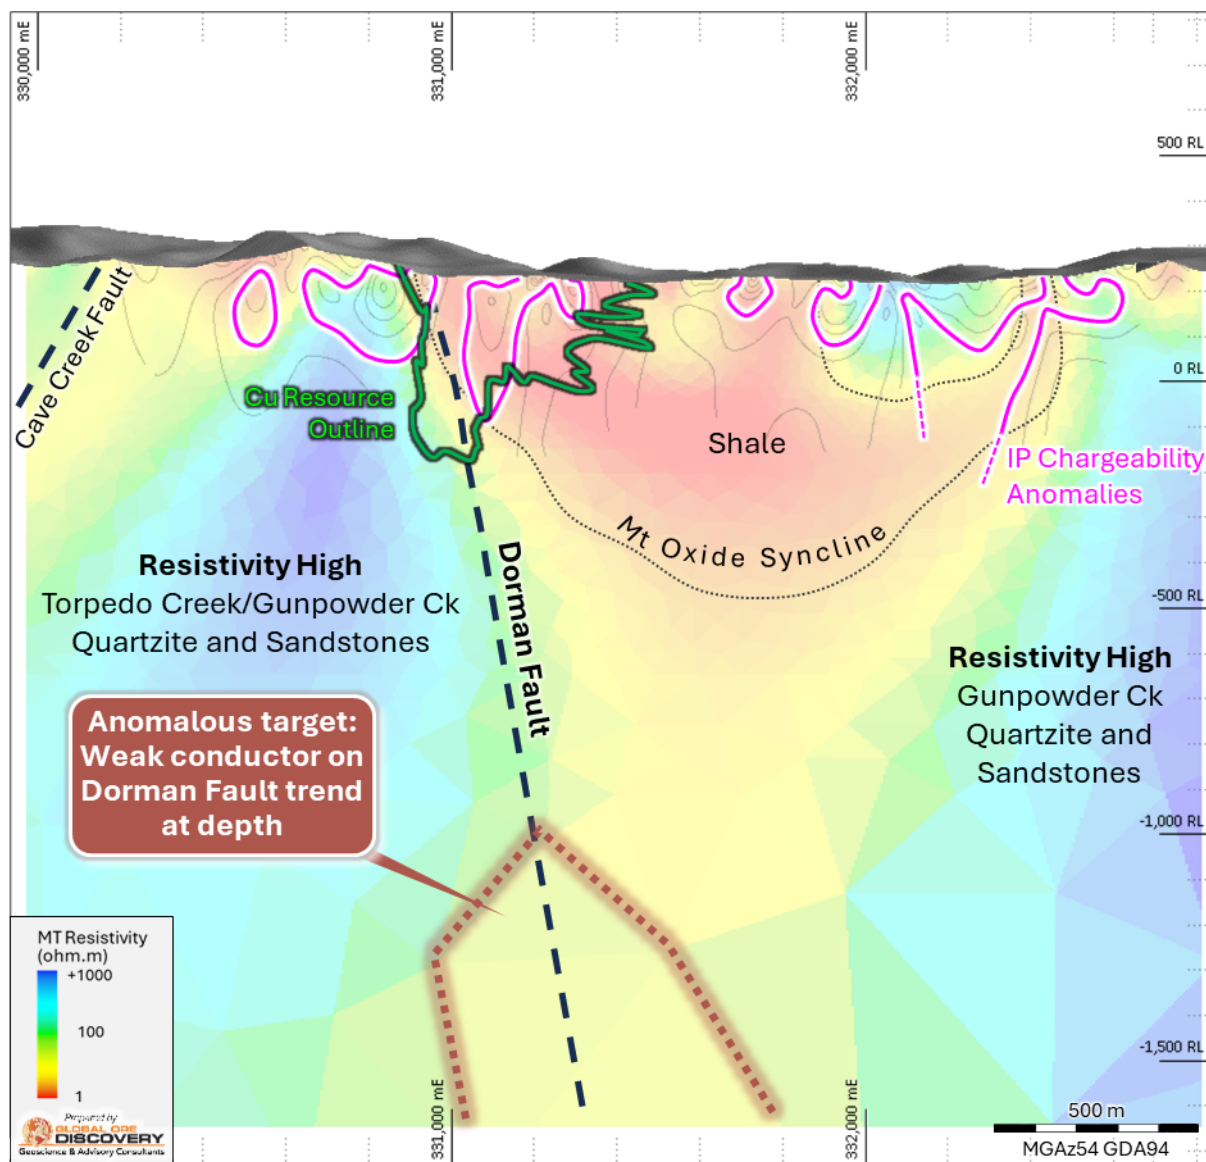 330,000 mE
331,000 mE
332,000 mE
500 RL
Cave Creek Fault
0 RL
Cu Resource
Outline
Shale
IP Chargeability
Anomalies
Mt Oxide Syncline
Dorman Fault
Resistivity High
Torpedo Creek/Gunpowder Ck
Quartzite and Sandstones
-500 RL
Resistivity High
Gunpowder Ck
Quartzite and
Sandstones
Anomalous target:
Weak conductor on
Dorman Fault trend
at depth
-1,000 RL
MT Resistivity
(ohm.m)
+1000
100
1
-1,500 RL
Prepared by
GLOBAL ORE
DISCOVERY
Geoscience & Advisory Consultants
331,000 mE
332,000 mE
500 m
MGAz54 GDA94